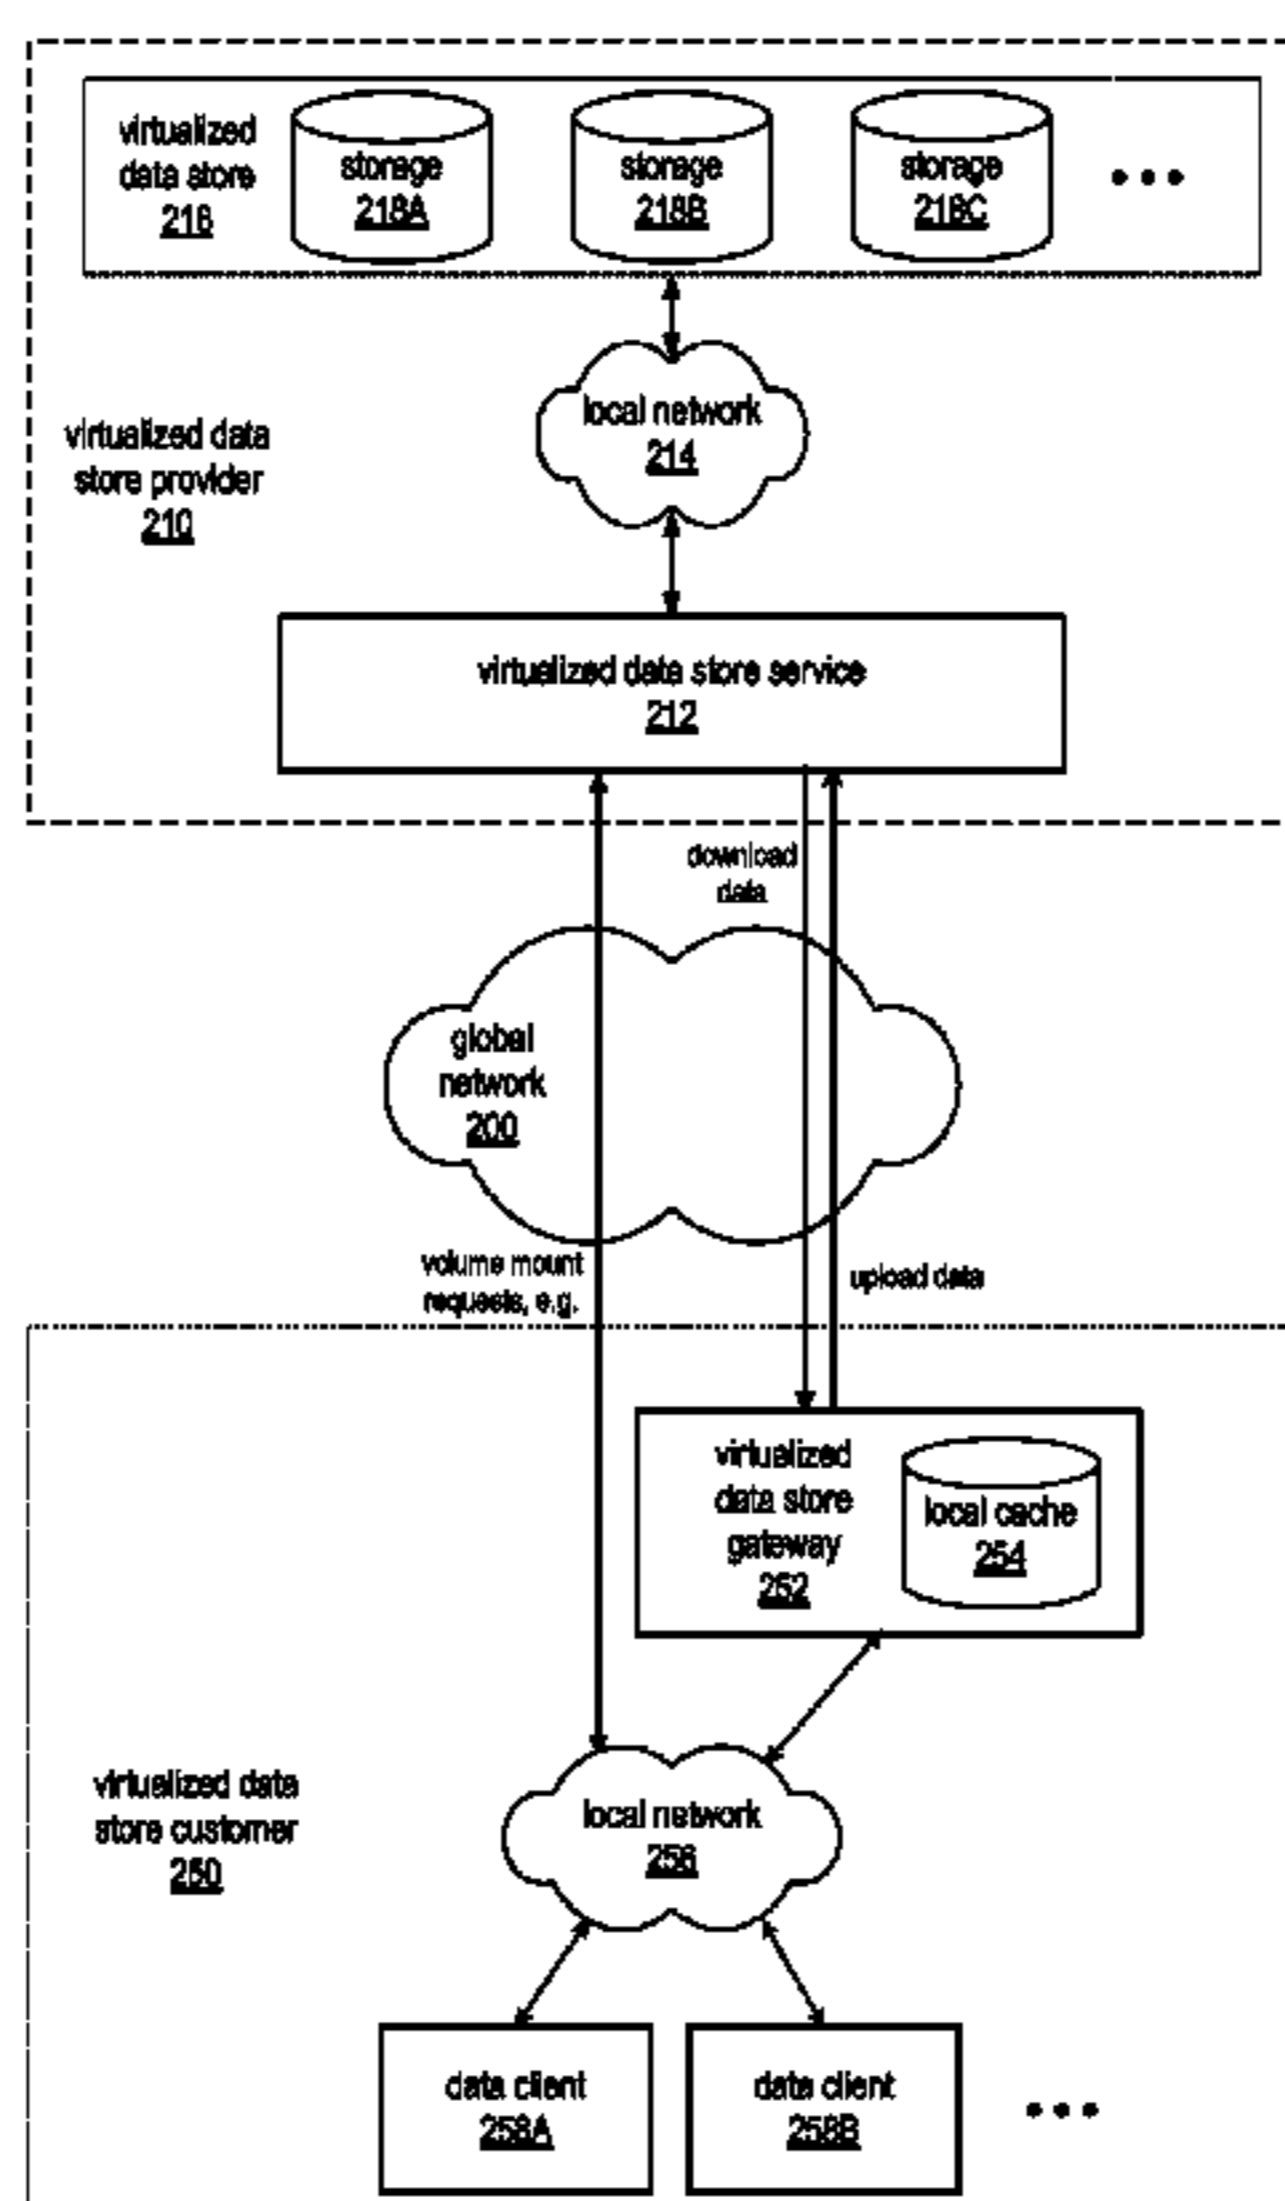 virtualized
data store
216
storage
218A
storage
218B
storage
218C
local network
214
virtualized data
store provider
210
virtualized data store service
212
download
data
global
network
200
volume mount
requests, e.g.
upload data
virtualized
data store
gateway
252
local cache
254
virtualized data
store customer
250
local network
256
data client
258A
data client
258B